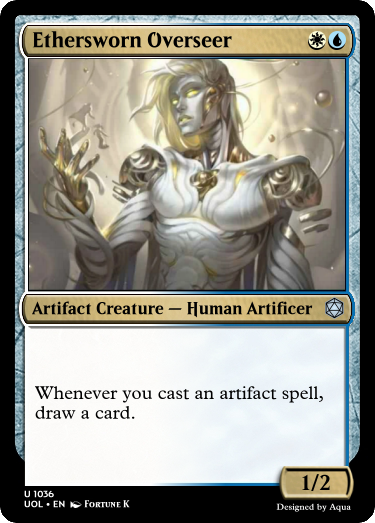 Ethersworn Overseer
Artifact Creature — Human Artificer
Whenever you cast an artifact spell,
draw a card.
1/2
U 1036
UOL • EN Fortune K
Designed by Aqua